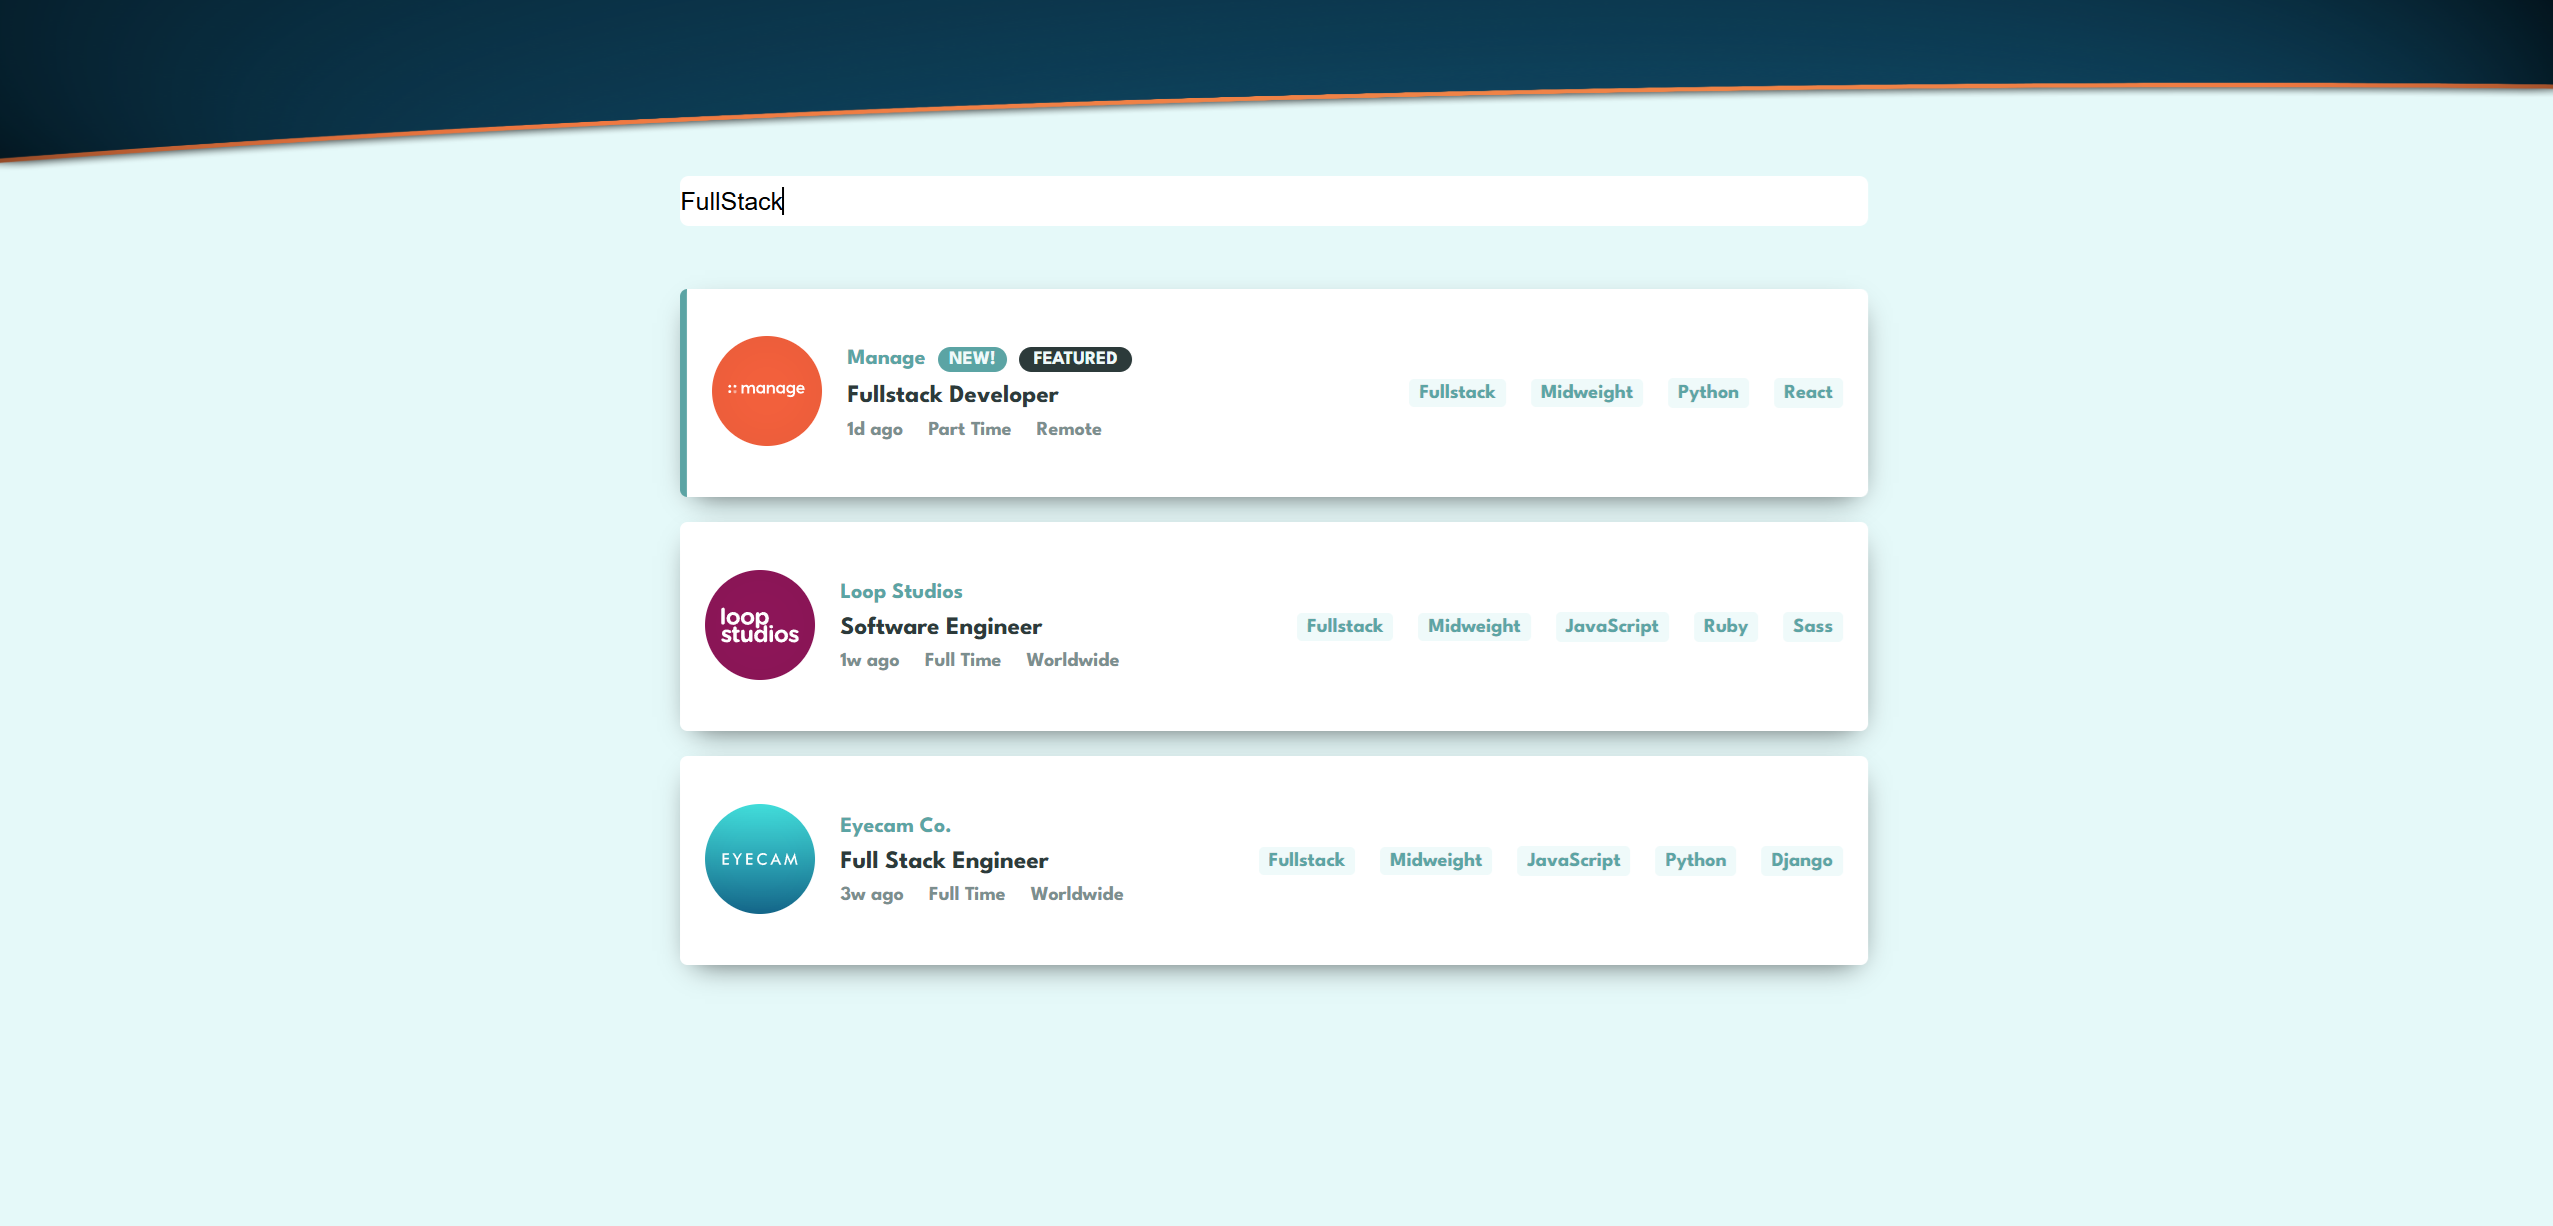 FullStack
:: manage
Manage NEW! FEATURED
Fullstack Developer
1d ago Part Time Remote
Fullstack Midweight Python React
loop
studios
Loop Studios
Software Engineer
1w ago Full Time Worldwide
Fullstack Midweight JavaScript Ruby Sass
EYECAM
Eyecam Co.
Full Stack Engineer
3w ago Full Time Worldwide
Fullstack Midweight JavaScript Python Django